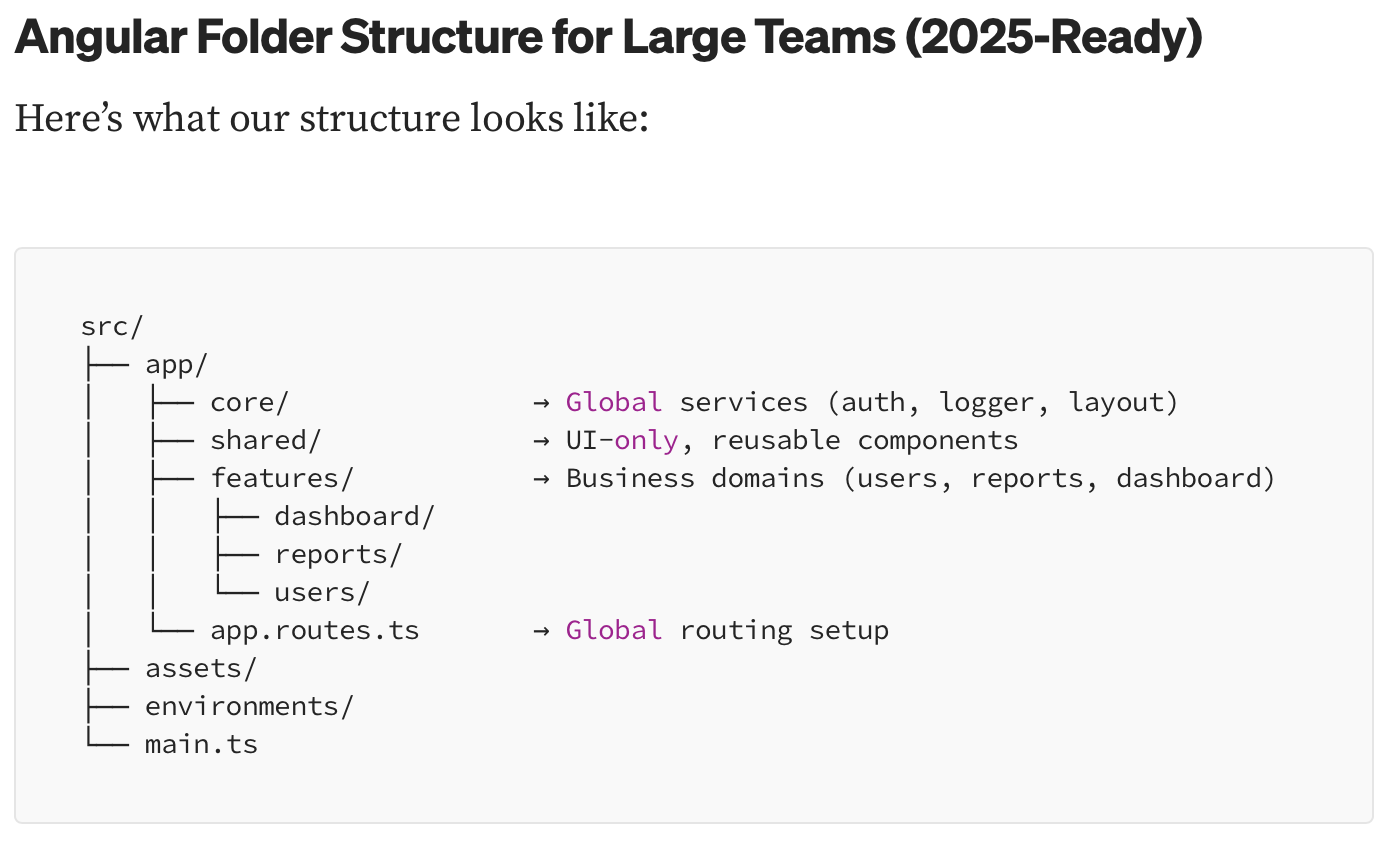 Angular Folder Structure for Large Teams (2025-Ready)
Here’s what our structure looks like:
src/
├── app/
│   ├── core/               → Global services (auth, logger, layout)
│   ├── shared/             → UI-only, reusable components
│   ├── features/           → Business domains (users, reports, dashboard)
│   │   ├── dashboard/
│   │   ├── reports/
│   │   └── users/
│   └── app.routes.ts       → Global routing setup
├── assets/
├── environments/
└── main.ts